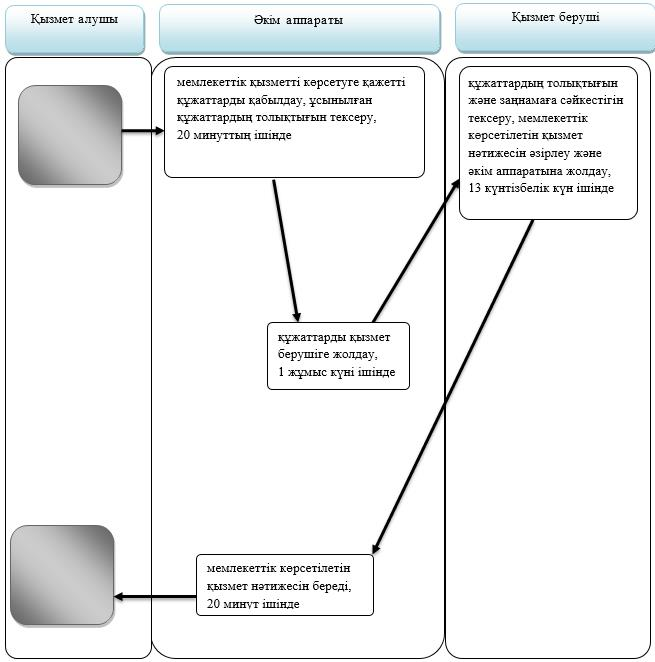 Қызмет алушы
Әкім аппараты
Қызмет беруші
мемлекеттік қызметті көрсетуге қажетті
құжаттарды қабылдау, ұсынылған
құжаттардың толықтығын тексеру,
20 минуттың ішінде
құжаттардың толықтығын
және заңнамаға сәйкестігін
тексеру, мемлекеттік
көрсетілетін қызмет
нәтижесін әзірлеу және
әкім аппаратына жолдау,
13 күнтізбелік күн ішінде
құжаттарды қызмет
берушіге жолдау,
1 жұмыс күні ішінде
мемлекеттік көрсетілетін
қызмет нәтижесін береді,
20 минут ішінде